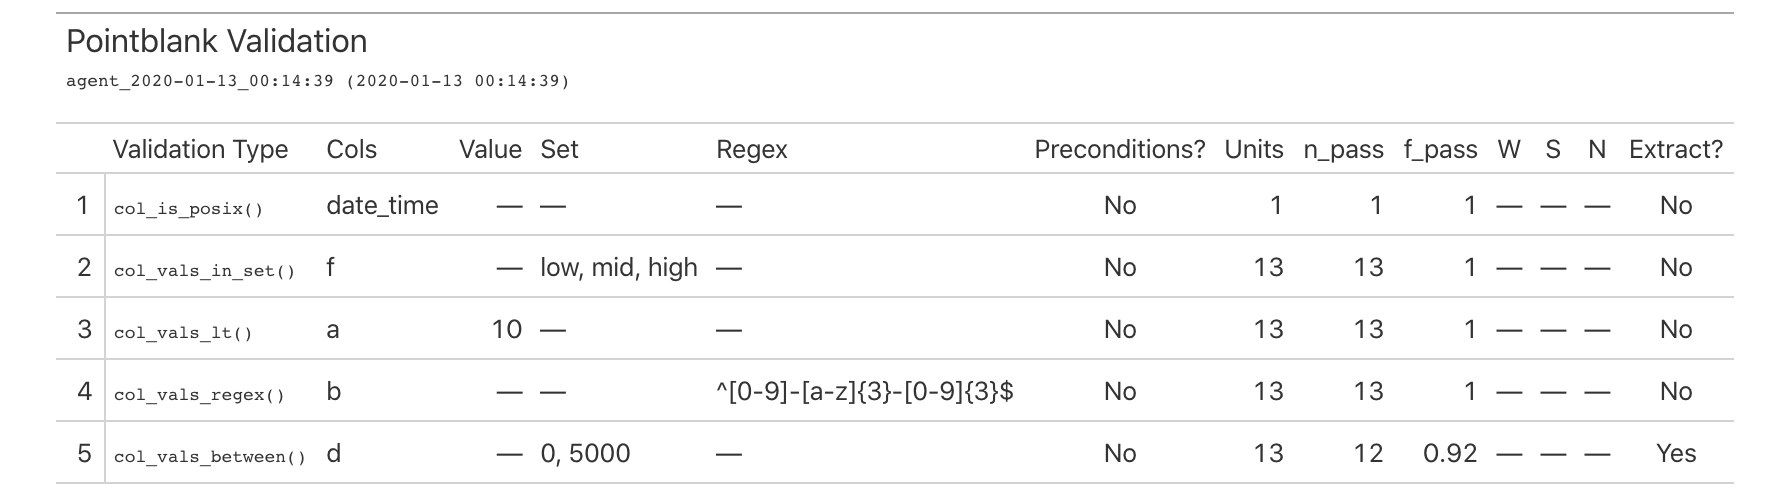 Pointblank Validation
agent_2020-01-13_00:14:39 (2020-01-13 00:14:39)
Validation Type Cols Value Set Regex Preconditions? Units n_pass f_pass W S N Extract?
1 col_is_posix() date_time — — — No 1 1 1 — — — No
2 col_vals_in_set() f — low, mid, high — No 13 13 1 — — — No
3 col_vals_lt() a 10 — — No 13 13 1 — — — No
4 col_vals_regex() b — — ^[0-9]-[a-z]{3}-[0-9]{3}$ No 13 13 1 — — — No
5 col_vals_between() d — 0, 5000 — No 13 12 0.92 — — — Yes